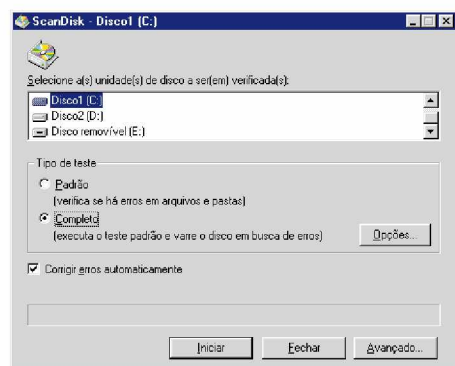 ScanDisk - Disco1 (C:)
Selecione a(s) unidade(s) de disco a ser(em) verificada(s):
Disco1 (C:)
Disco2 (D:)
Disco removível (E:)
Tipo de teste
Padrão
(verifica se há erros em arquivos e pastas)
Completo
(executa o teste padrão e varre o disco em busca de erros)
Opções...
Corrigir erros automaticamente
Iniciar
Fechar
Avançado...